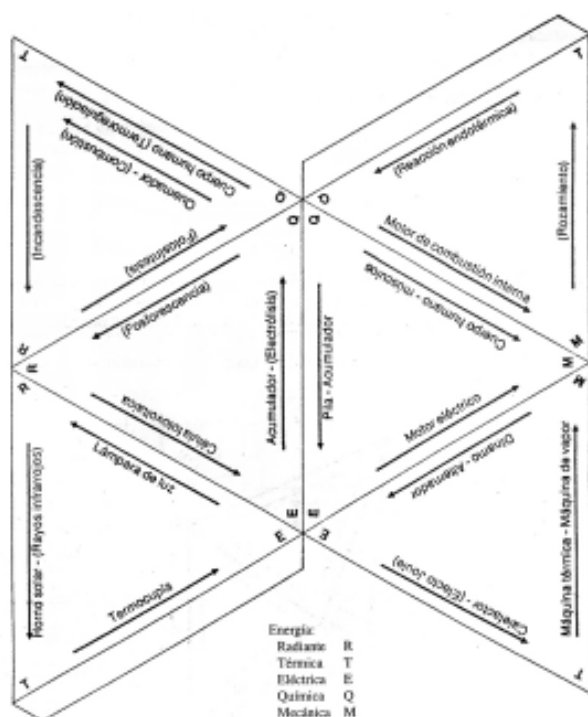 T
T
Cuerpo humano (Termoregulación)
Quemador - (Combustión)
(Incandescencia)
(Fotosíntesis)
(Reacción endotérmica)
(Rozamiento)
Q
Q
Q
Q
Motor de combustión interna
Cuerpo humano - músculos
(Fosforescencia)
Acumulador - (Electrólisis)
Pila - Acumulador
R
R
R
M
M
M
Célula fotovoltaica
Lámpara de luz
Motor eléctrico
Dinamo - Alternador
Horno solar - (Rayos infrarrojos)
Máquina térmica - Máquina de vapor
E
E
E
E
Termocupla
Calefactor - (Efecto Joule)
T
T
Energía:
Radiante R
Térmica T
Eléctrica E
Química Q
Mecánica M